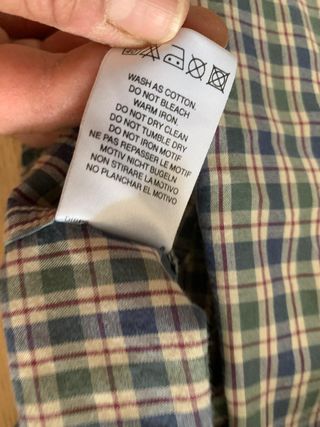 WASH AS COTTON.
DO NOT BLEACH
WARM IRON.
DO NOT DRY CLEAN
DO NOT TUMBLE DRY
DO NOT IRON MOTIF
NE PAS REPASSER LE MOTIF
MOTIV NICHT BUGELN
NON STIRARE LA MOTIVO
NO PLANCHAR EL MOTIVO